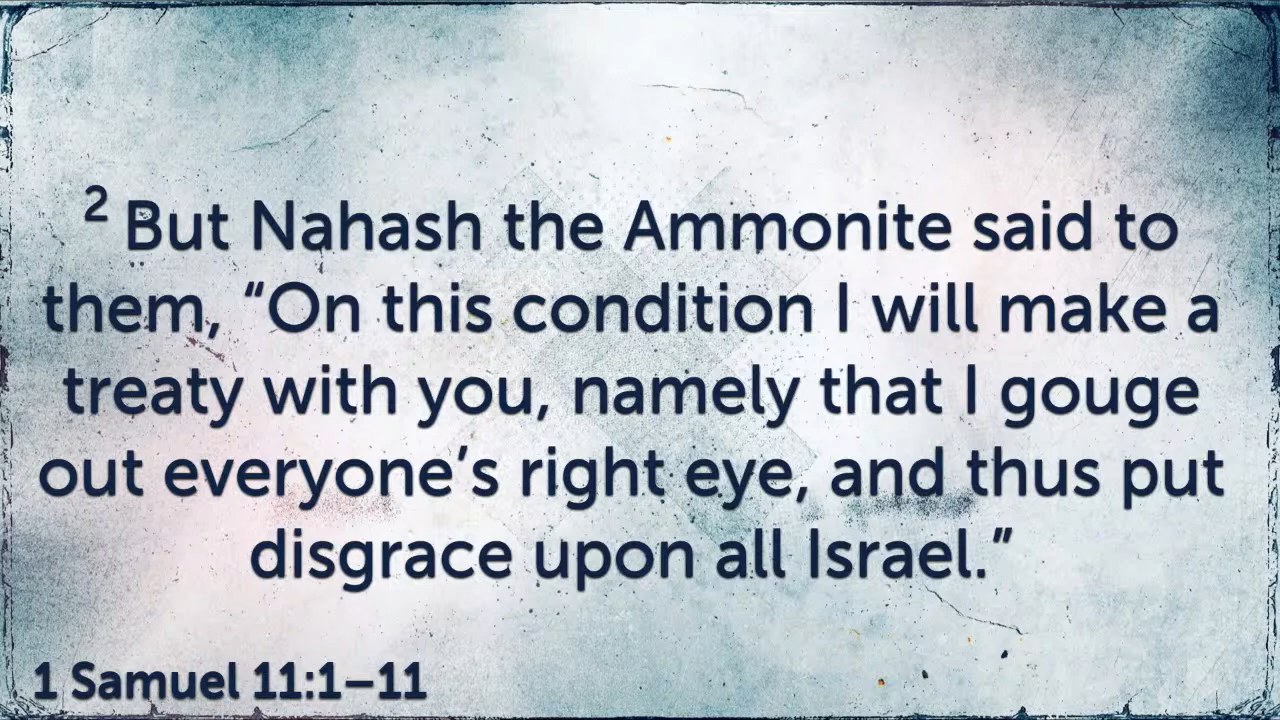 2 But Nahash the Ammonite said to
them, “On this condition I will make a
treaty with you, namely that I gouge
out everyone’s right eye, and thus put
disgrace upon all Israel.”
1 Samuel 11:1–11